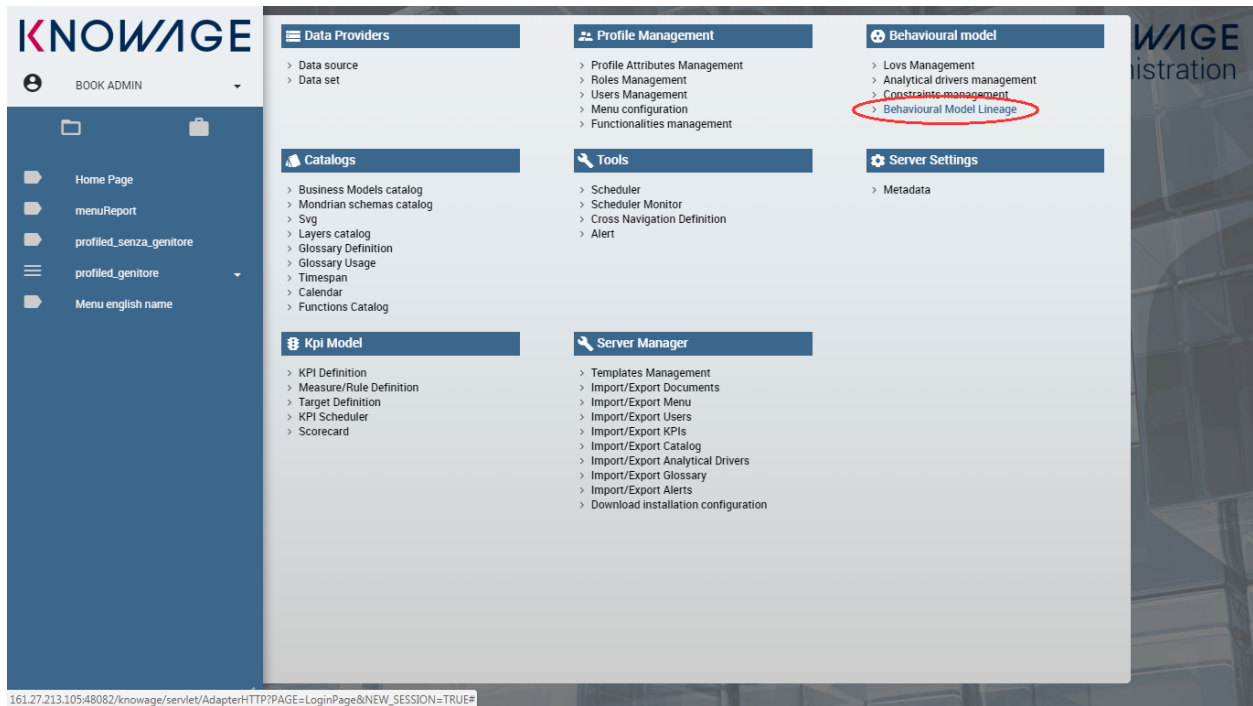 KNOWAGE
BOOK ADMIN
Home Page
menuReport
profiled_senza_genitore
profiled_genitore
Menu english name
Data Providers
> Data source
> Data set
Profile Management
> Profile Attributes Management
> Roles Management
> Users Management
> Menu configuration
> Functionalities management
Behavioural model
> Lovs Management
> Analytical drivers management
> Constraints management
> Behavioural Model Lineage
Catalogs
> Business Models catalog
> Mondrian schemas catalog
> Svg
> Layers catalog
> Glossary Definition
> Glossary Usage
> Timespan
> Calendar
> Functions Catalog
Tools
> Scheduler
> Scheduler Monitor
> Cross Navigation Definition
> Alert
Server Settings
> Metadata
Kpi Model
> KPI Definition
> Measure/Rule Definition
> Target Definition
> KPI Scheduler
> Scorecard
Server Manager
> Templates Management
> Import/Export Documents
> Import/Export Menu
> Import/Export Users
> Import/Export KPIs
> Import/Export Catalog
> Import/Export Analytical Drivers
> Import/Export Glossary
> Import/Export Alerts
> Download installation configuration
WAGE
istration
161.27.213.105:48082/knowage/servlet/AdapterHTTP?PAGE=LoginPage&NEW_SESSION=TRUE#